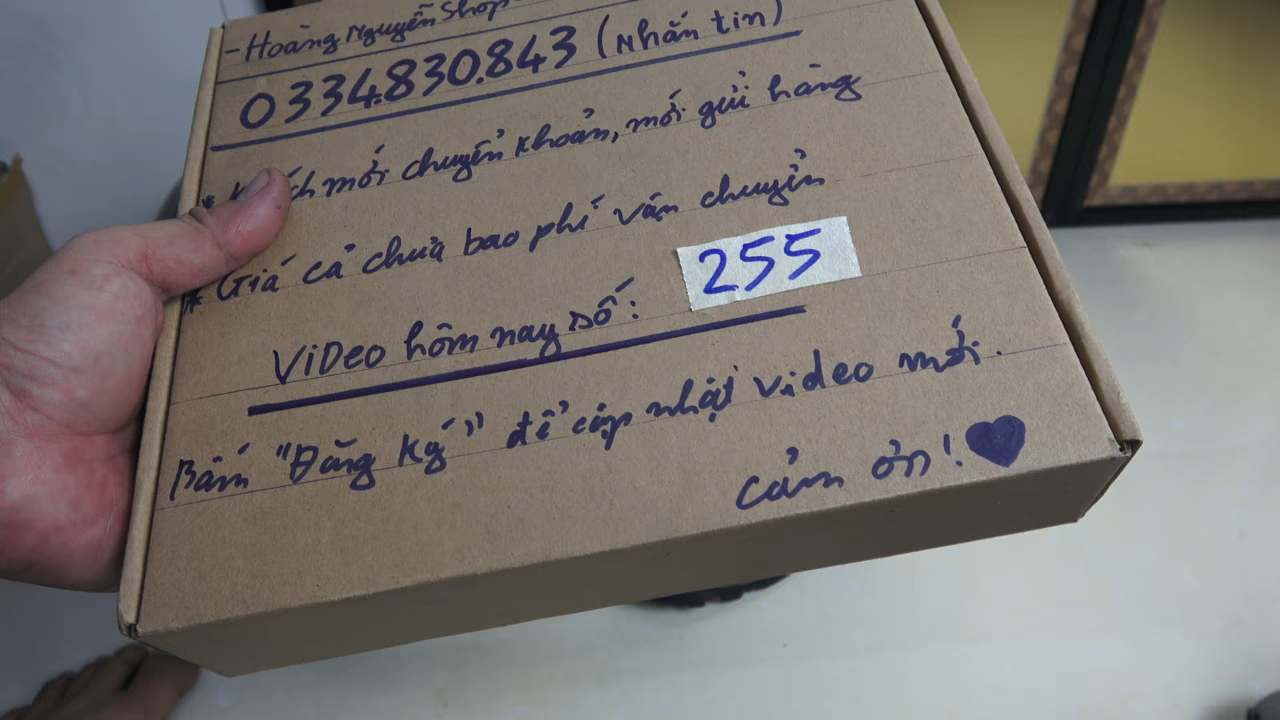 - Hoàng Nguyễn Shop
0334.830.843 (Nhắn tin)
* Khách mới chuyển khoản, mới gửi hàng
* Giá cả chưa bao phí vận chuyển
ViDeo hôm nay số: 255
Bấm "Đăng Ký" để cập nhật video mới.
Cảm ơn! ♥